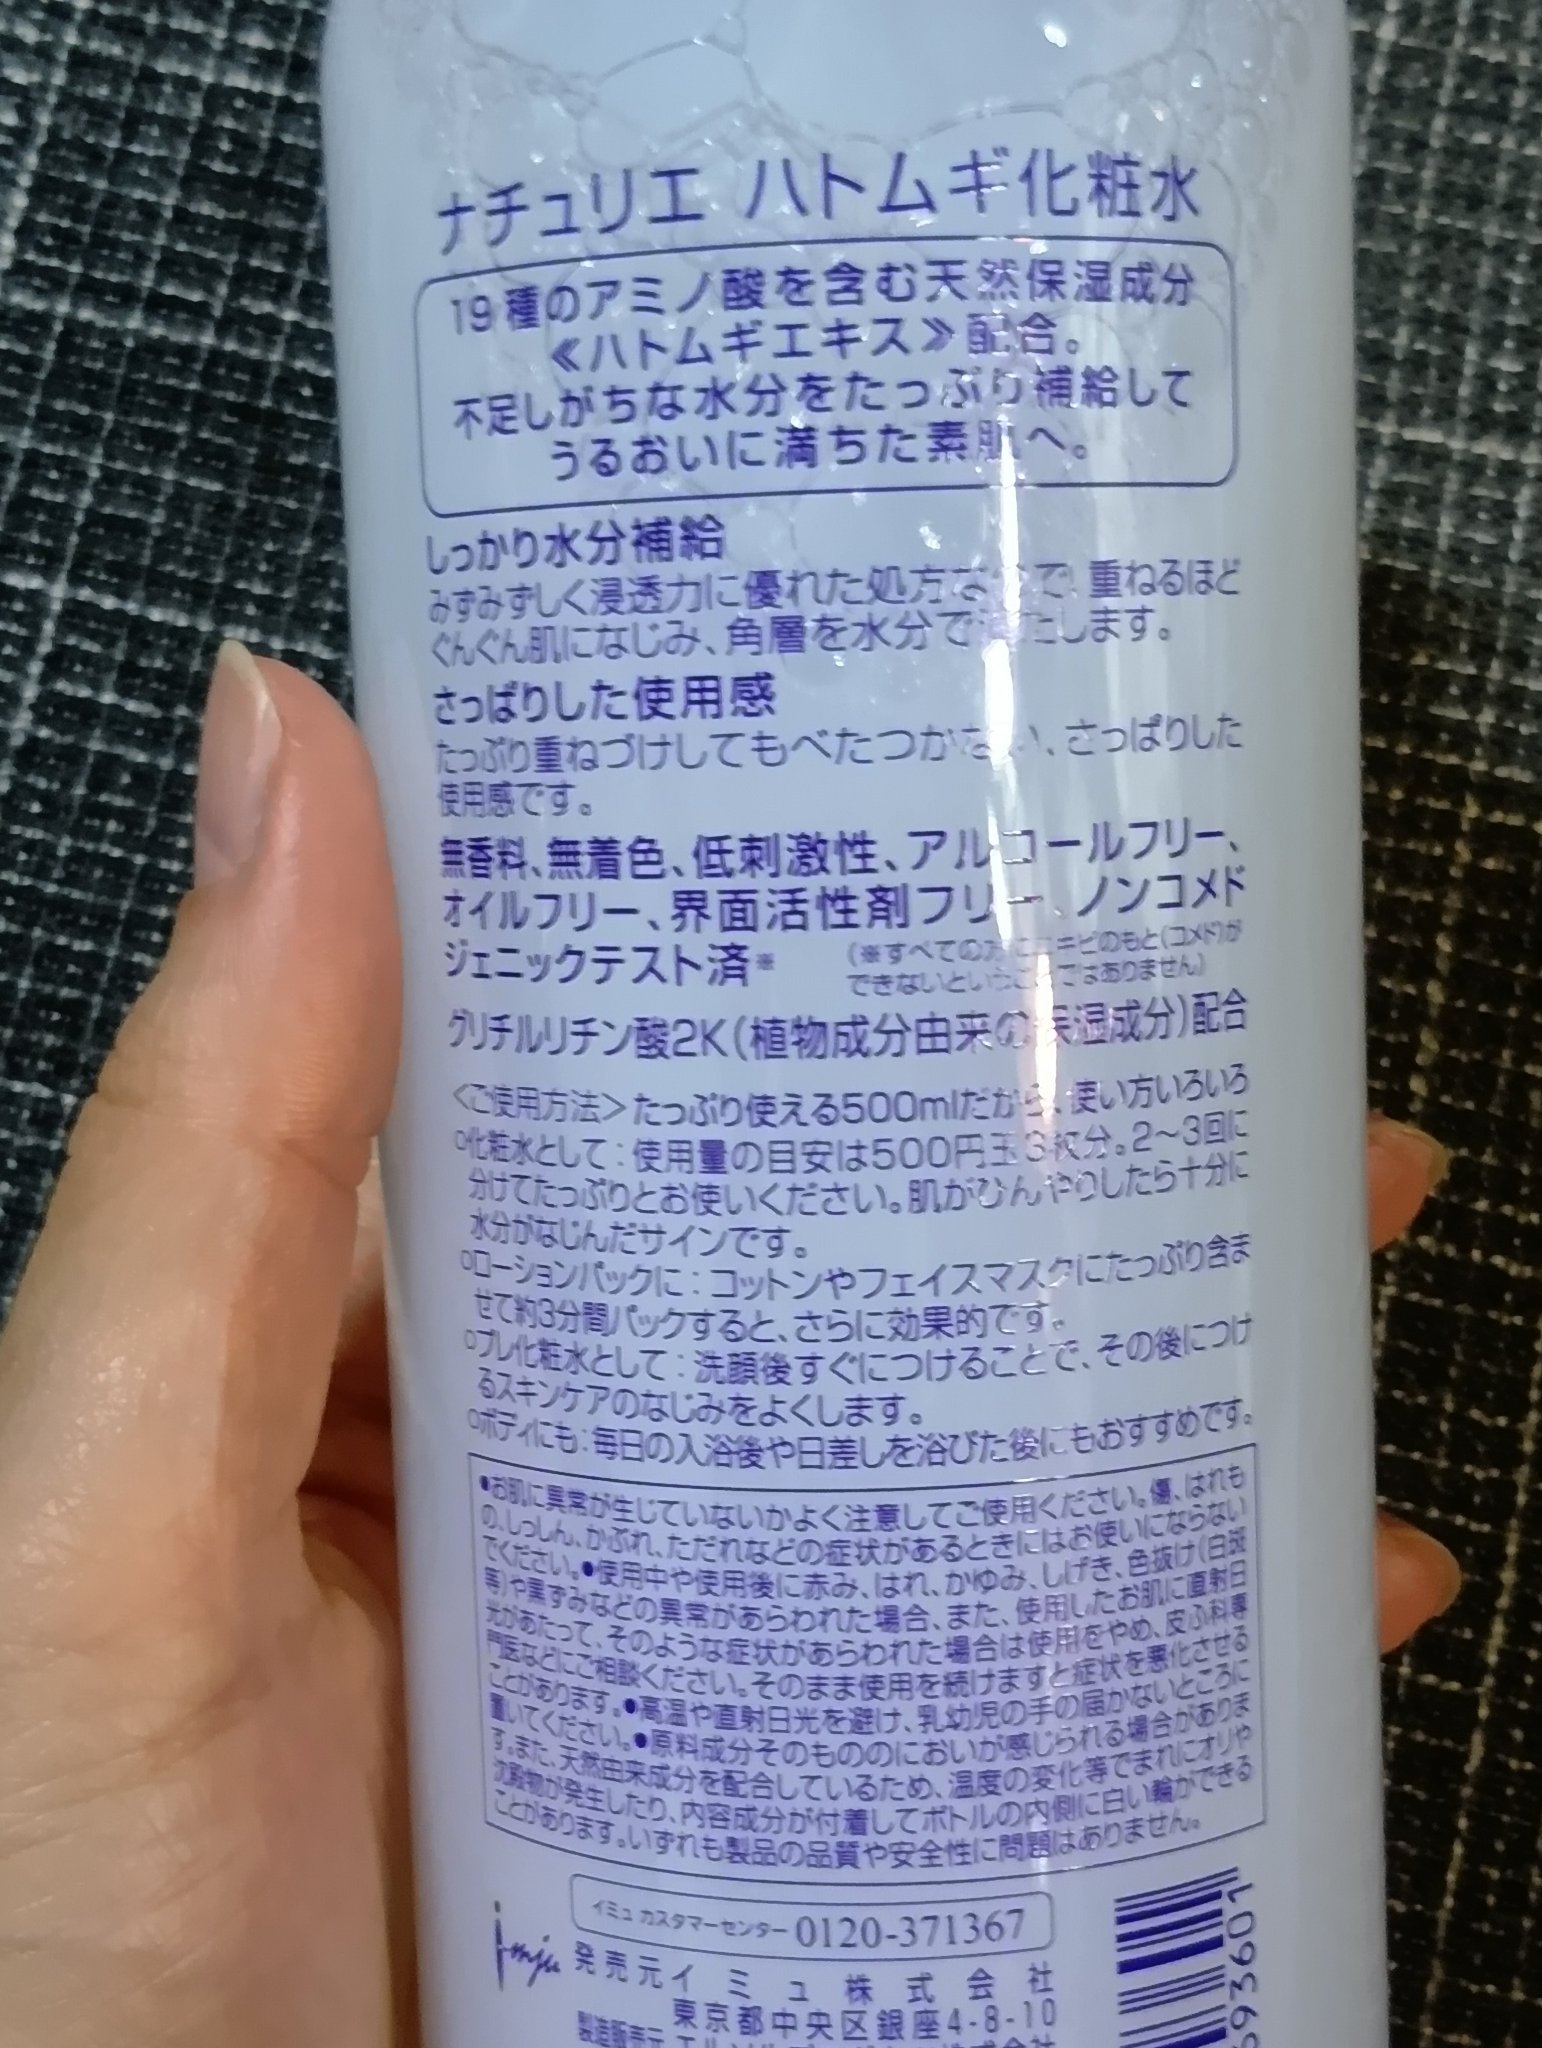 ナチュリエ ハトムギ化粧水
19種のアミノ酸を含む天然保湿成分
≪ハトムギエキス≫配合。
不足しがちな水分をたっぷり補給して
うるおいに満ちた素肌へ。
しっかり水分補給
みずみずしく浸透力に優れた処方なので、重ねるほど
ぐんぐん肌になじみ、角層を水分で満たします。
さっぱりした使用感
たっぷり重ねづけしてもべたつかない、さっぱりした
使用感です。
無香料、無着色、低刺激性、アルコールフリー、
オイルフリー、界面活性剤フリー、ノンコメド
ジェニックテスト済※
(※すべての方にニキビのもと(コメド)が
できないということではありません)
グリチルリチン酸2K(植物成分由来の保湿成分)配合
<ご使用方法>たっぷり使える500mlだから、使い方いろいろ
○化粧水として：使用量の目安は500円玉3枚分。2〜3回に
分けてたっぷりとお使いください。肌がひんやりしたら十分に
水分がなじんだサインです。
○ローションパックに：コットンやフェイスマスクにたっぷり含ま
せて約3分間パックすると、さらに効果的です。
○プレ化粧水として：洗顔後すぐにつけることで、その後につけ
るスキンケアのなじみをよくします。
○ボディにも：毎日の入浴後や日差しを浴びた後にもおすすめです。
●お肌に異常が生じていないかよく注意してご使用ください。傷、はれも
の、しっしん、かぶれ、ただれなどの症状があるときにはお使いにならない
でください。●使用中や使用後に赤み、はれ、かゆみ、しげき、色抜け(白斑
等)や黒ずみなどの異常があらわれた場合、また、使用したお肌に直射日
光があたって、そのような症状があらわれた場合は使用をやめ、皮ふ科専
門医などにご相談ください。そのまま使用を続けますと症状を悪化させる
ことがあります。●高温や直射日光を避け、乳幼児の手の届かないところに
置いてください。●原料成分そのもののにおいが感じられる場合がありま
す。また、天然由来成分を配合しているため、温度の変化等でまれにオリや
沈殿物が発生したり、内容成分が付着してボトルの内側に白い輪ができる
ことがあります。いずれも製品の品質や安全性に問題はありません。
イミュ カスタマーセンター 0120-371367
imju 発売元 イミュ株式会社
東京都中央区銀座4-8-10
製造販売元
693601